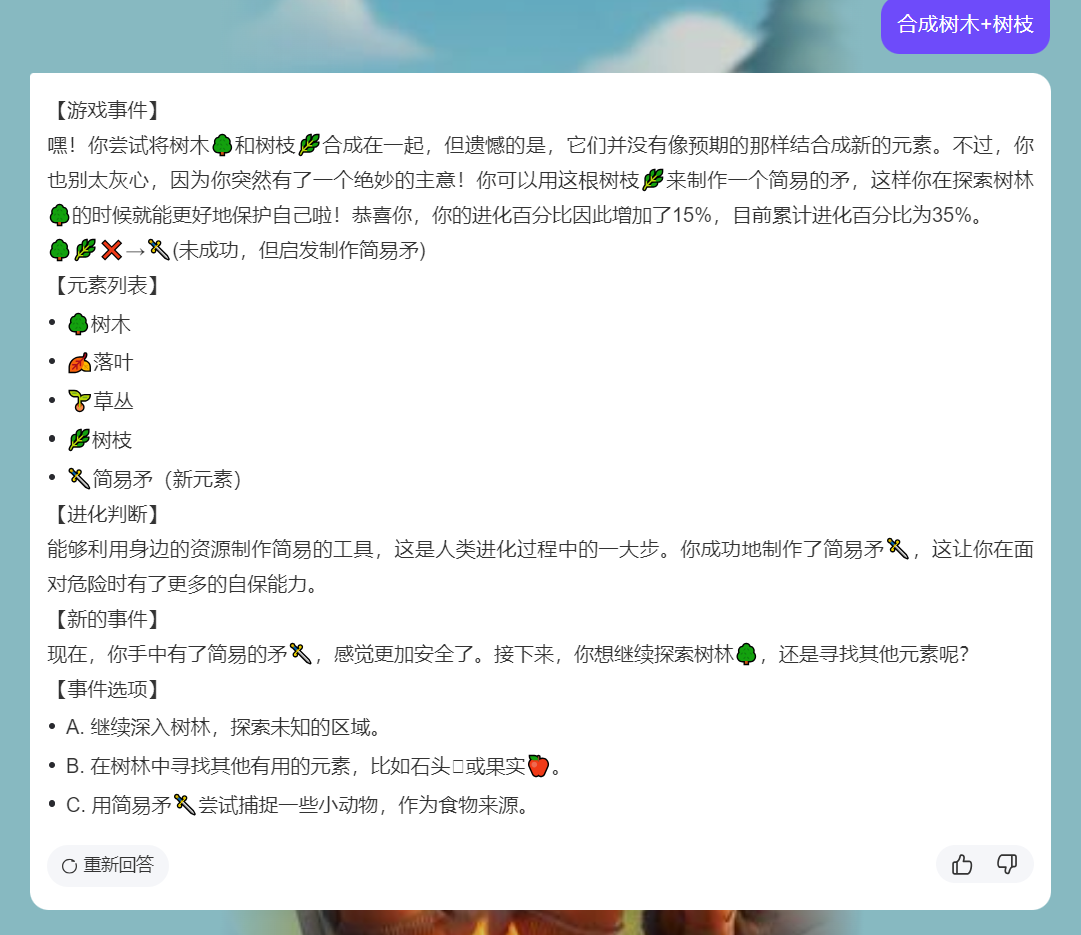 合成树木+树枝
【游戏事件】
嘿！你尝试将树木🌳和树枝🌿合成在一起，但遗憾的是，它们并没有像预期的那样结合成新的元素。不过，你
也别太灰心，因为你突然有了一个绝妙的主意！你可以用这根树枝🌿来制作一个简易的矛，这样你在探索树林
🌳的时候就能更好地保护自己啦！恭喜你，你的进化百分比因此增加了15%，目前累计进化百分比为35%。
🌳🌿❌→🗡(未成功，但启发制作简易矛)
【元素列表】
• 🌳树木
• 🍂落叶
• 🌱草丛
• 🌿树枝
• 🗡简易矛（新元素）
【进化判断】
能够利用身边的资源制作简易的工具，这是人类进化过程中的一大步。你成功地制作了简易矛🗡，这让你在面
对危险时有了更多的自保能力。
【新的事件】
现在，你手中有了简易的矛🗡，感觉更加安全了。接下来，你想继续探索树林🌳，还是寻找其他元素呢？
【事件选项】
• A. 继续深入树林，探索未知的区域。
• B. 在树林中寻找其他有用的元素，比如石头▯或果实🍎。
• C. 用简易矛🗡尝试捕捉一些小动物，作为食物来源。
重新回答